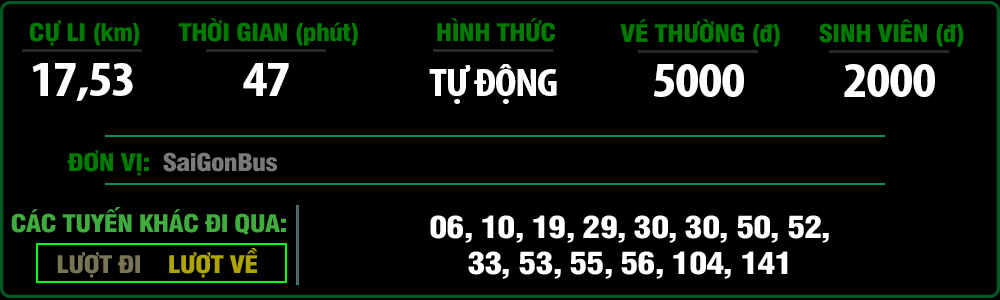 CỰ LI (km) THỜI GIAN (phút) HÌNH THỨC VÉ THƯỜNG (đ) SINH VIÊN (đ)
17,53 47 TỰ ĐỘNG 5000 2000
ĐƠN VỊ: SaiGonBus
CÁC TUYẾN KHÁC ĐI QUA:
LƯỢT ĐI LƯỢT VỀ
06, 10, 19, 29, 30, 30, 50, 52,
33, 53, 55, 56, 104, 141